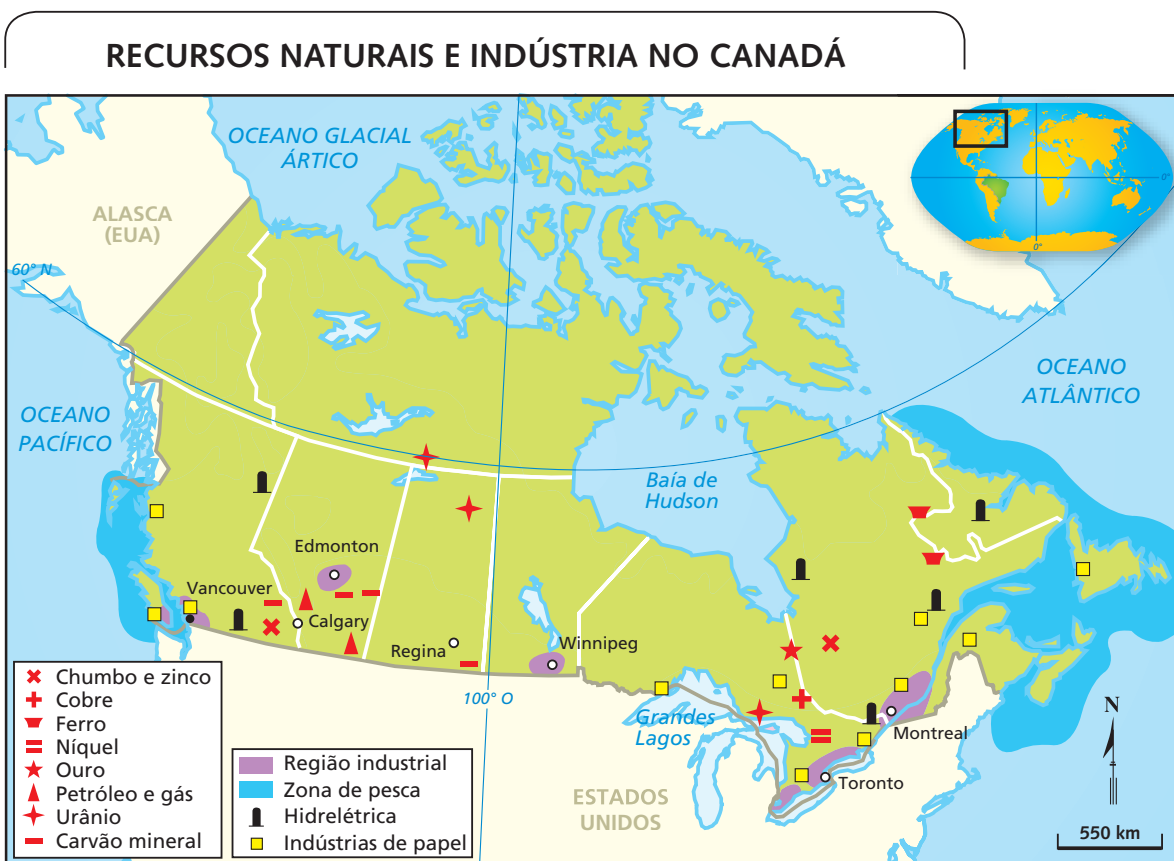 RECURSOS NATURAIS E INDÚSTRIA NO CANADÁ
OCEANO GLACIAL
ÁRTICO
ALASCA
(EUA)
0°
0°
60° N
OCEANO
PACÍFICO
OCEANO
ATLÂNTICO
Baía de
Hudson
Edmonton
Vancouver
Calgary
Regina
Winnipeg
100° O
Grandes
Lagos
Montreal
Toronto
ESTADOS
UNIDOS
N
550 km
Chumbo e zinco
Cobre
Ferro
Níquel
Ouro
Petróleo e gás
Urânio
Carvão mineral
Região industrial
Zona de pesca
Hidrelétrica
Indústrias de papel